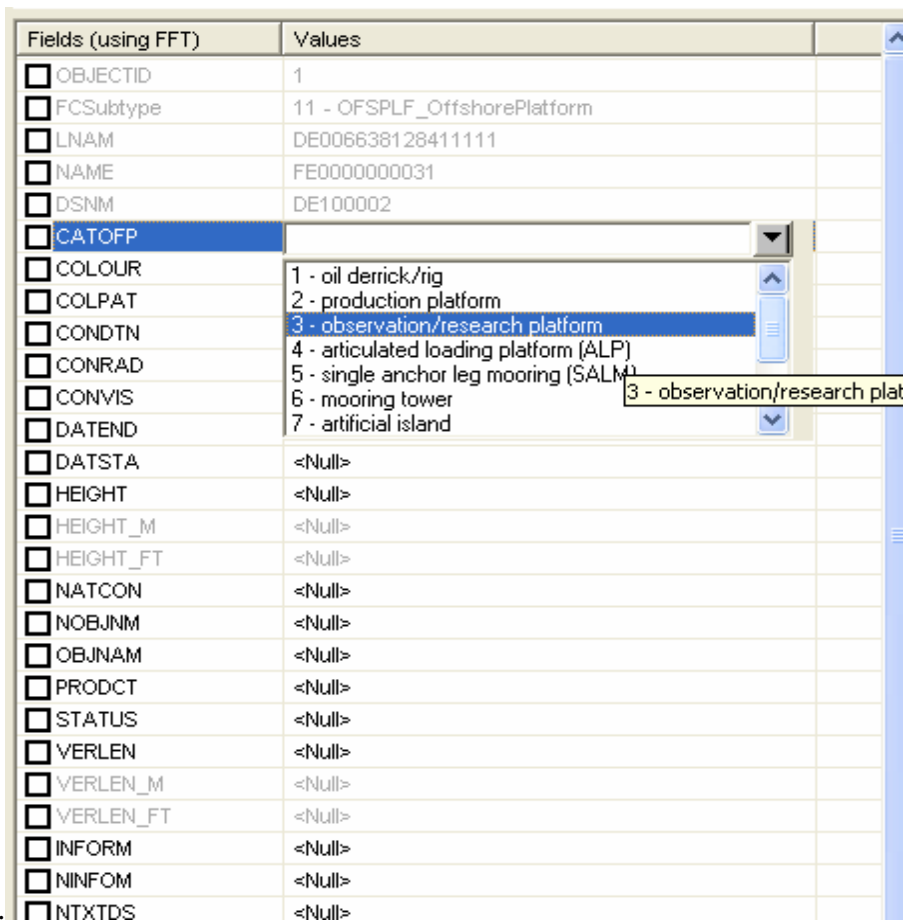 Fields (using FFT) Values
OBJECTID 1
FCSubtype 11 - OFSPLF_OffshorePlatform
LNAM DE0066638128411111
NAME FE0000000031
DSNM DE100002
CATOFP
COLOUR 1 - oil derrick/rig
COLPAT 2 - production platform
3 - observation/research platform
CONDTN 4 - articulated loading platform (ALP)
CONRAD 5 - single anchor leg mooring (SALM)
3 - observation/research plat
CONVIS 6 - mooring tower
DATEND 7 - artificial island
DATSTA <Null>
HEIGHT <Null>
HEIGHT_M <Null>
HEIGHT_FT <Null>
NATCON <Null>
NOBJNM <Null>
OBJNAM <Null>
PRODCT <Null>
STATUS <Null>
VERLEN <Null>
VERLEN_M <Null>
VERLEN_FT <Null>
INFORM <Null>
NINFOM <Null>
NTXTDS <Null>